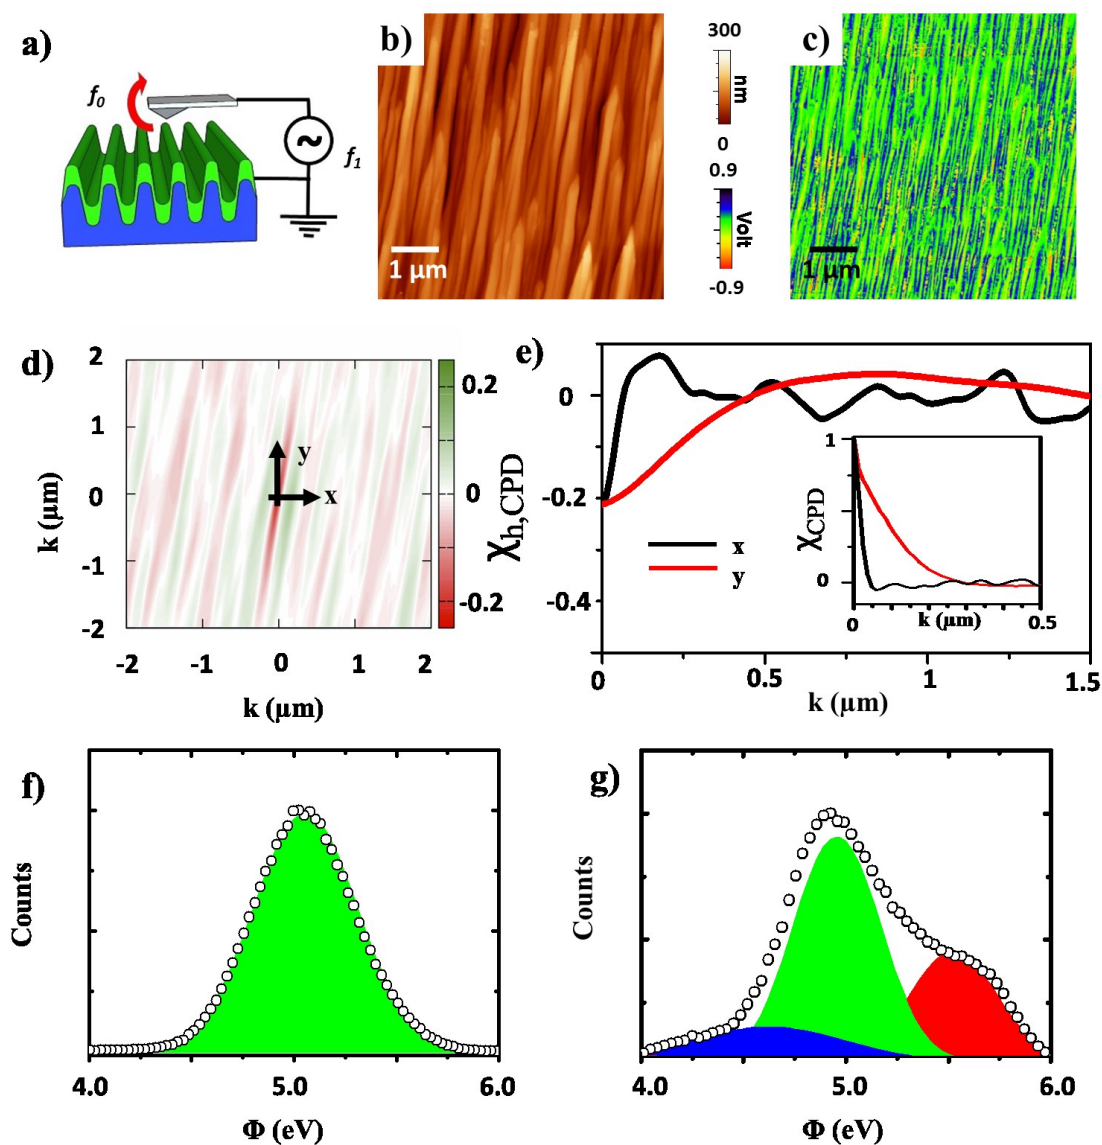 a)
f0
~
f1
b)
1 µm
300
nm
0
0.9
Volt
-0.9
c)
1 µm
d)
2
1
0
-1
-2
k (µm)
y
x
-2
-1
0
1
2
k (µm)
0.2
0
-0.2
χh,CPD
e)
0
-0.2
-0.4
x
y
1
0
χCPD
0
k (µm)
0.5
0
0.5
1
1.5
k (µm)
f)
Counts
4.0
5.0
6.0
Φ (eV)
g)
Counts
4.0
5.0
6.0
Φ (eV)